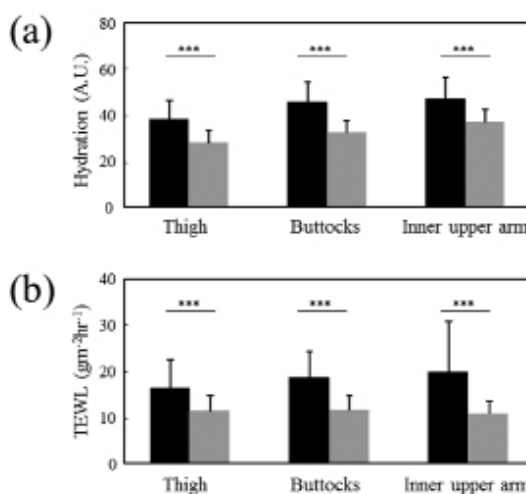 (a)
Hydration (A.U.)
80
60
40
20
0
*** *** ***
Thigh Buttocks Inner upper arm
(b)
TEWL (gm⁻²hr⁻¹)
40
30
20
10
0
*** *** ***
Thigh Buttocks Inner upper arm